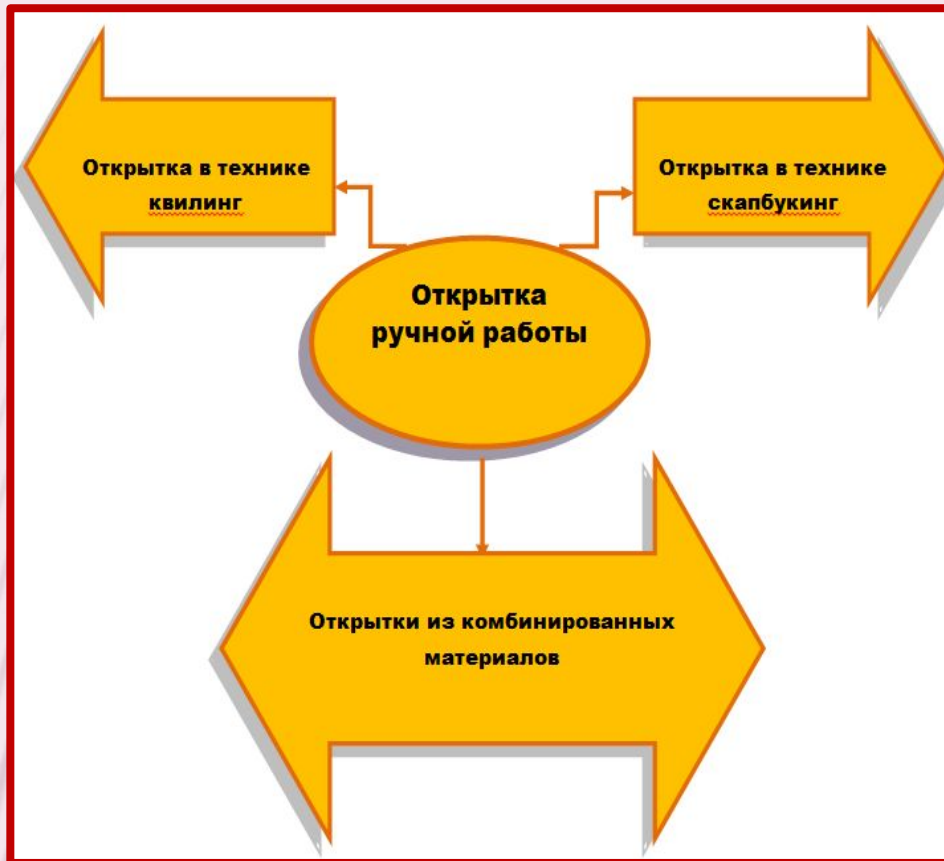 Открытка в технике
квилинг
Открытка в технике
скапбукинг
Открытка
ручной работы
Открытки из комбинированных
материалов